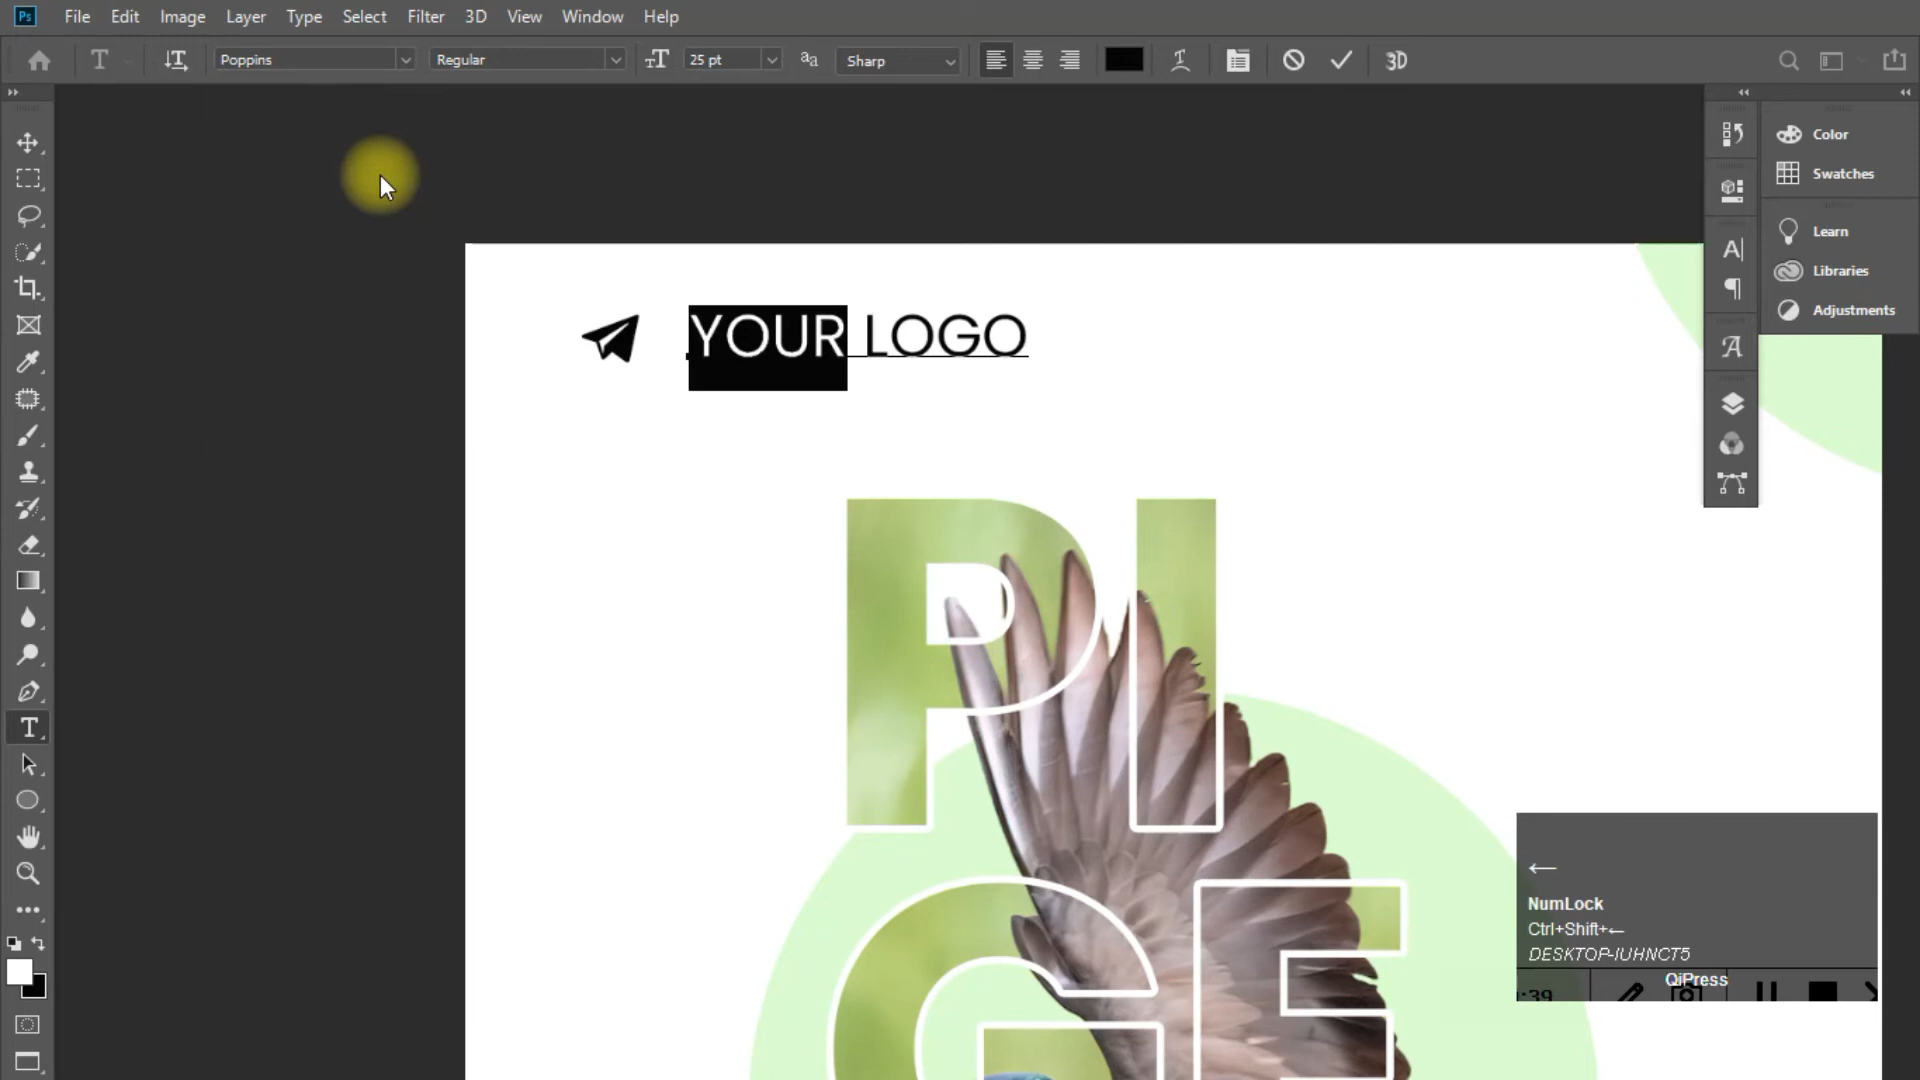 Ps File Edit Image Layer Type Select Filter 3D View Window Help
Poppins Regular 25 pt Sharp 3D
Color
Swatches
Learn
Libraries
Adjustments
YOUR LOGO
PI
GE
←
NumLock
Ctrl+Shift+←
DESKTOP-IUHNCT5
QiPress
:39